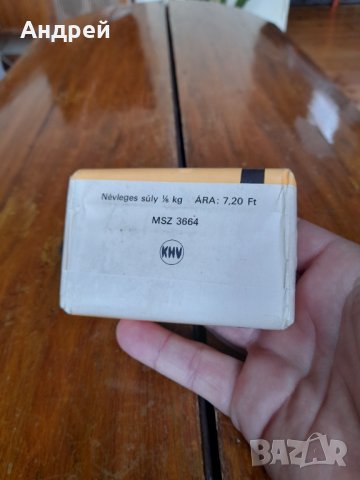 Андрей
Névleges súly ⅛ kg ÁRA: 7,20 Ft
MSZ 3664
KHV
BAZAR